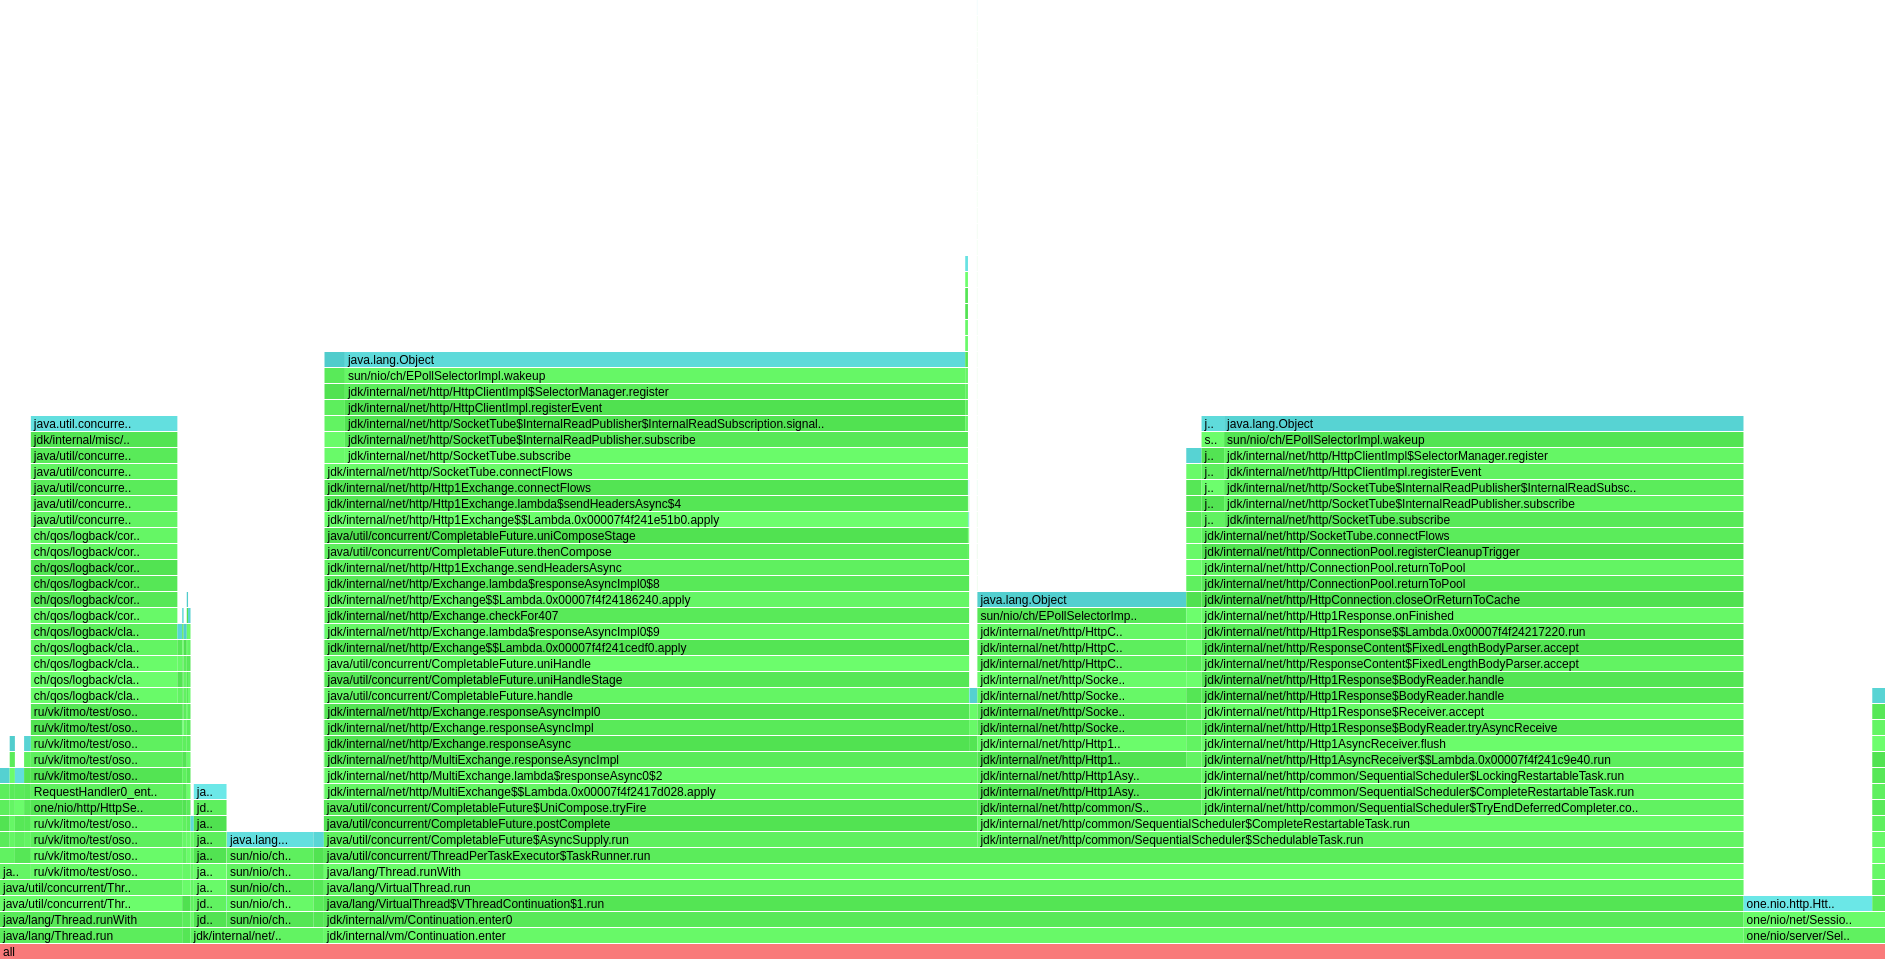 java.lang.Object
sun/nio/ch/EPollSelectorImpl.wakeup
jdk/internal/net/http/HttpClientImpl$SelectorManager.register
jdk/internal/net/http/HttpClientImpl.registerEvent
java.util.concurre.. jdk/internal/net/http/SocketTube$InternalReadPublisher$InternalReadSubscription.signal.. j.. java.lang.Object
jdk/internal/misc/.. jdk/internal/net/http/SocketTube$InternalReadPublisher.subscribe s.. sun/nio/ch/EPollSelectorImpl.wakeup
java/util/concurre.. jdk/internal/net/http/SocketTube.subscribe j.. jdk/internal/net/http/HttpClientImpl$SelectorManager.register
java/util/concurre.. jdk/internal/net/http/SocketTube.connectFlows j.. jdk/internal/net/http/HttpClientImpl.registerEvent
java/util/concurre.. jdk/internal/net/http/Http1Exchange.connectFlows j.. jdk/internal/net/http/SocketTube$InternalReadPublisher$InternalReadSubsc..
java/util/concurre.. jdk/internal/net/http/Http1Exchange.lambda$sendHeadersAsync$4 j.. jdk/internal/net/http/SocketTube$InternalReadPublisher.subscribe
java/util/concurre.. jdk/internal/net/http/Http1Exchange$$Lambda.0x00007f4f241e51b0.apply j.. jdk/internal/net/http/SocketTube.subscribe
ch/qos/logback/cor.. java/util/concurrent/CompletableFuture.uniComposeStage jdk/internal/net/http/SocketTube.connectFlows
ch/qos/logback/cor.. java/util/concurrent/CompletableFuture.thenCompose jdk/internal/net/http/ConnectionPool.registerCleanupTrigger
ch/qos/logback/cor.. jdk/internal/net/http/Http1Exchange.sendHeadersAsync jdk/internal/net/http/ConnectionPool.returnToPool
ch/qos/logback/cor.. jdk/internal/net/http/Exchange.lambda$responseAsyncImpl0$8 jdk/internal/net/http/ConnectionPool.returnToPool
ch/qos/logback/cor.. jdk/internal/net/http/Exchange$$Lambda.0x00007f4f24186240.apply java.lang.Object jdk/internal/net/http/HttpConnection.closeOrReturnToCache
ch/qos/logback/cor.. jdk/internal/net/http/Exchange.checkFor407 sun/nio/ch/EPollSelectorImp.. jdk/internal/net/http/Http1Response.onFinished
ch/qos/logback/cla.. jdk/internal/net/http/Exchange.lambda$responseAsyncImpl0$9 jdk/internal/net/http/HttpC.. jdk/internal/net/http/Http1Response$$Lambda.0x00007f4f24217220.run
ch/qos/logback/cla.. jdk/internal/net/http/Exchange$$Lambda.0x00007f4f241cedf0.apply jdk/internal/net/http/HttpC.. jdk/internal/net/http/ResponseContent$FixedLengthBodyParser.accept
ch/qos/logback/cla.. java/util/concurrent/CompletableFuture.uniHandle jdk/internal/net/http/HttpC.. jdk/internal/net/http/ResponseContent$FixedLengthBodyParser.accept
ch/qos/logback/cla.. java/util/concurrent/CompletableFuture.uniHandleStage jdk/internal/net/http/Socke.. jdk/internal/net/http/Http1Response$BodyReader.handle
ch/qos/logback/cla.. java/util/concurrent/CompletableFuture.handle jdk/internal/net/http/Socke.. jdk/internal/net/http/Http1Response$BodyReader.handle
ru/vk/itmo/test/oso.. jdk/internal/net/http/Exchange.responseAsyncImpl0 jdk/internal/net/http/Socke.. jdk/internal/net/http/Http1Response$Receiver.accept
ru/vk/itmo/test/oso.. jdk/internal/net/http/Exchange.responseAsyncImpl jdk/internal/net/http/Socke.. jdk/internal/net/http/Http1Response$BodyReader.tryAsyncReceive
ru/vk/itmo/test/oso.. jdk/internal/net/http/Exchange.responseAsync jdk/internal/net/http/Http1.. jdk/internal/net/http/Http1AsyncReceiver.flush
ru/vk/itmo/test/oso.. jdk/internal/net/http/MultiExchange.responseAsyncImpl jdk/internal/net/http/Http1.. jdk/internal/net/http/Http1AsyncReceiver$$Lambda.0x00007f4f241c9e40.run
ru/vk/itmo/test/oso.. jdk/internal/net/http/MultiExchange.lambda$responseAsync0$2 jdk/internal/net/http/Http1Asy.. jdk/internal/net/http/common/SequentialScheduler$LockingRestartableTask.run
RequestHandler0_ent.. ja.. jdk/internal/net/http/MultiExchange$$Lambda.0x00007f4f2417d028.apply jdk/internal/net/http/Http1Asy.. jdk/internal/net/http/common/SequentialScheduler$CompleteRestartableTask.run
one/nio/http/HttpSe.. jd.. java/util/concurrent/CompletableFuture$UniCompose.tryFire jdk/internal/net/http/common/S.. jdk/internal/net/http/common/SequentialScheduler$TryEndDeferredCompleter.co..
ru/vk/itmo/test/oso.. ja.. java/util/concurrent/CompletableFuture.postComplete jdk/internal/net/http/common/SequentialScheduler$CompleteRestartableTask.run
ru/vk/itmo/test/oso.. ja.. java.lang... java/util/concurrent/CompletableFuture$AsyncSupply.run jdk/internal/net/http/common/SequentialScheduler$SchedulableTask.run
ru/vk/itmo/test/oso.. ja.. sun/nio/ch.. java/util/concurrent/ThreadPerTaskExecutor$TaskRunner.run
ja.. ru/vk/itmo/test/oso.. ja.. sun/nio/ch.. java/lang/Thread.runWith
java/util/concurrent/Thr.. ja.. sun/nio/ch.. java/lang/VirtualThread.run
java/util/concurrent/Thr.. jd.. sun/nio/ch.. java/lang/VirtualThread$VThreadContinuation$1.run one.nio.http.Htt..
java/lang/Thread.runWith jd.. sun/nio/ch.. jdk/internal/vm/Continuation.enter0 one/nio/net/Sessio..
java/lang/Thread.run jdk/internal/net/.. jdk/internal/vm/Continuation.enter one/nio/server/Sel..
all